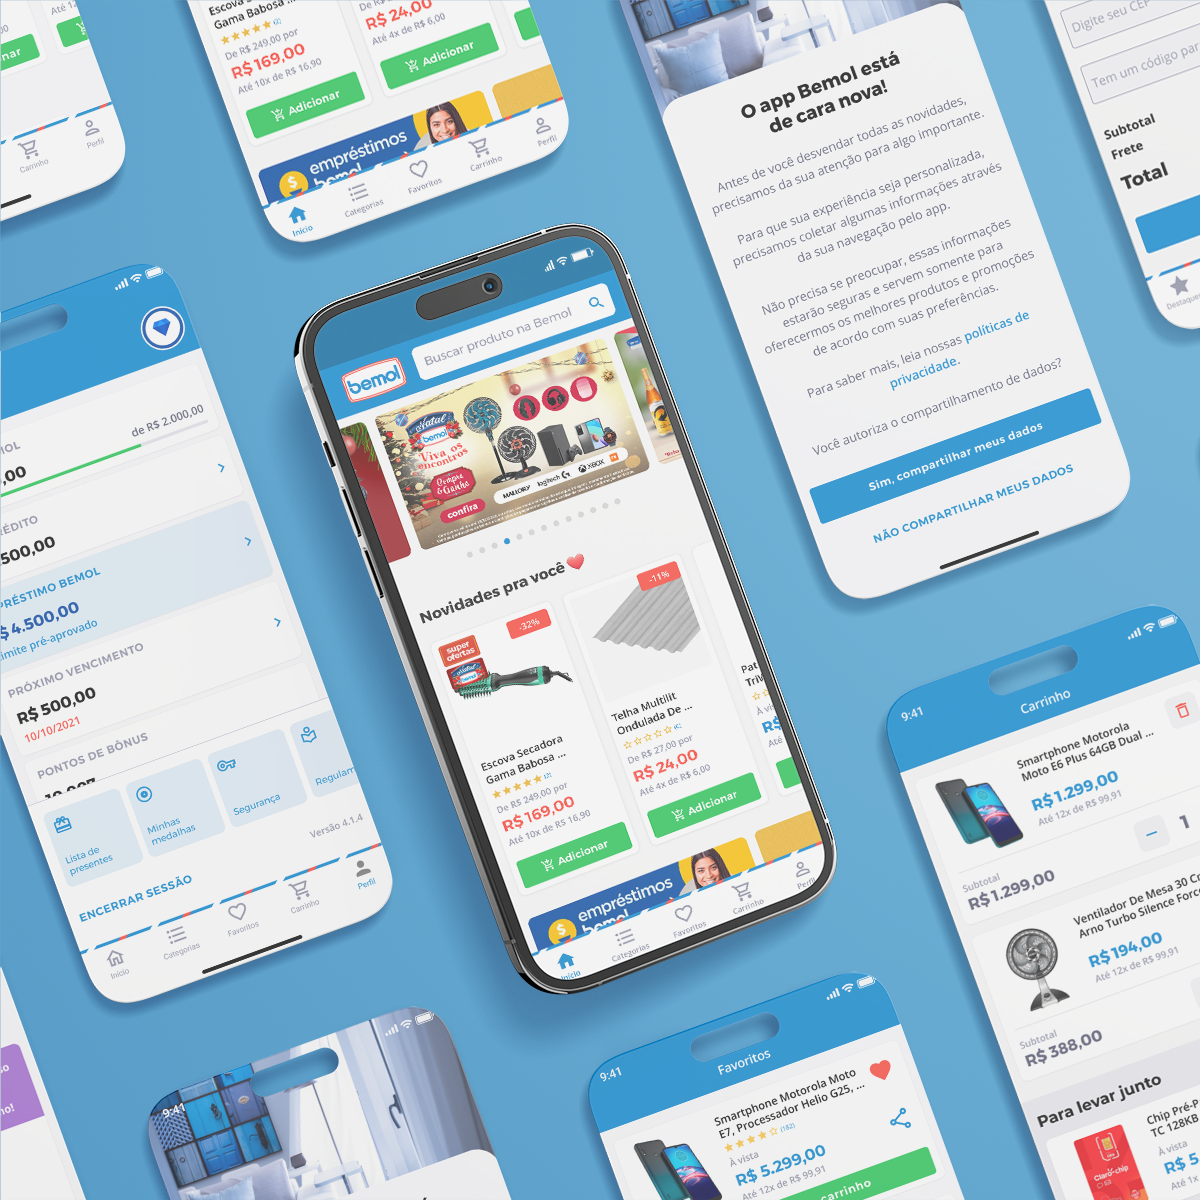 Carrinho
Perfil
Escova S
Gama Babosa ...
(2)
De R$ 249,00 por
R$ 169,00
Até 10x de R$ 16,90
Adicionar
R$ 24,00
Até 4x de R$ 6,00
Adicionar
empréstimos
bemol
Início
Categorias
Favoritos
Carrinho
Perfil
O app Bemol está
de cara nova!
Antes de você desvendar todas as novidades,
precisamos da sua atenção para algo importante.
Para que sua experiência seja personalizada,
precisamos coletar algumas informações através
da sua navegação pelo app.
Não precisa se preocupar, essas informações
estarão seguras e servem somente para
oferecermos os melhores produtos e promoções
de acordo com suas preferências.
Para saber mais, leia nossas políticas de
privacidade.
Você autoriza o compartilhamento de dados?
Sim, compartilhar meus dados
NÃO COMPARTILHAR MEUS DADOS
Digite seu CEP
Tem um código par
Subtotal
Frete
Total
Destaques
de R$ 2.000,00
500,00
PRÉSTIMO BEMOL
$ 4.500,00
imite pré-aprovado
PRÓXIMO VENCIMENTO
R$ 500,00
10/10/2021
PONTOS DE BÔNUS
Lista de
presentes
Minhas
medalhas
Segurança
Regulam
Versão 4.1.4
ENCERRAR SESSÃO
Início
Categorias
Favoritos
Carrinho
Perfil
bemol
Buscar produto na Bemol
Natal
bemol
Viva os
encontros
Compre
& Ganhe
confira
MALLORY
logitech G
XBOX
Novidades pra você
-32%
super
ofertas
Natal
bemol
Escova Secadora
Gama Babosa ...
(2)
De R$ 249,00 por
R$ 169,00
Até 10x de R$ 16,90
Adicionar
-11%
Telha Multilit
Ondulada De ...
De R$ 27,00 por
R$ 24,00
Até 4x de R$ 6,00
Adicionar
Pat
À vi
R$
Até
empréstimos
bemol
Início
Categorias
Favoritos
Carrinho
Perfil
9:41
Carrinho
Smartphone Motorola
Moto E6 Plus 64GB Dual ...
R$ 1.299,00
Até 12x de R$ 99,91
1
Subtotal
R$ 1.299,00
Ventilador De Mesa 30 C
Arno Turbo Silence Forc
R$ 194,00
Até 12x de R$ 99,91
Subtotal
R$ 388,00
Para levar junto
Claro-chip
Chip Pré-P
TC 128KB
R$ 5
9:41
9:41
Favoritos
Smartphone Motorola Moto
E7, Processador Helio G25, ...
(182)
À vista
R$ 5.299,00
Até 12x de R$ 99,91
carrinho